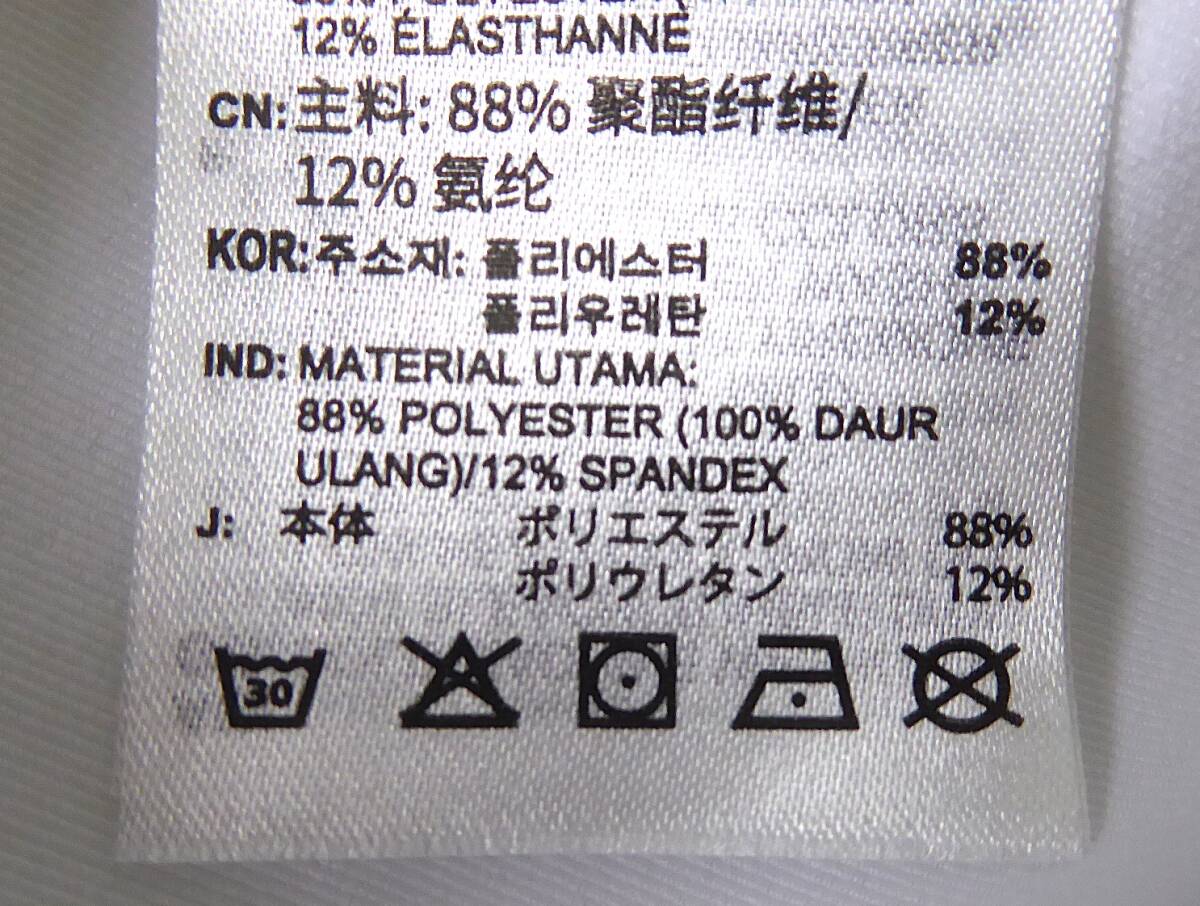 12% ÉLASTHANNE
CN: 主料: 88% 聚酯纤维/
12% 氨纶
KOR: 주소재: 폴리에스터 88%
폴리우레탄 12%
IND: MATERIAL UTAMA:
88% POLYESTER (100% DAUR
ULANG)/12% SPANDEX
J: 本体 ポリエステル 88%
ポリウレタン 12%
30